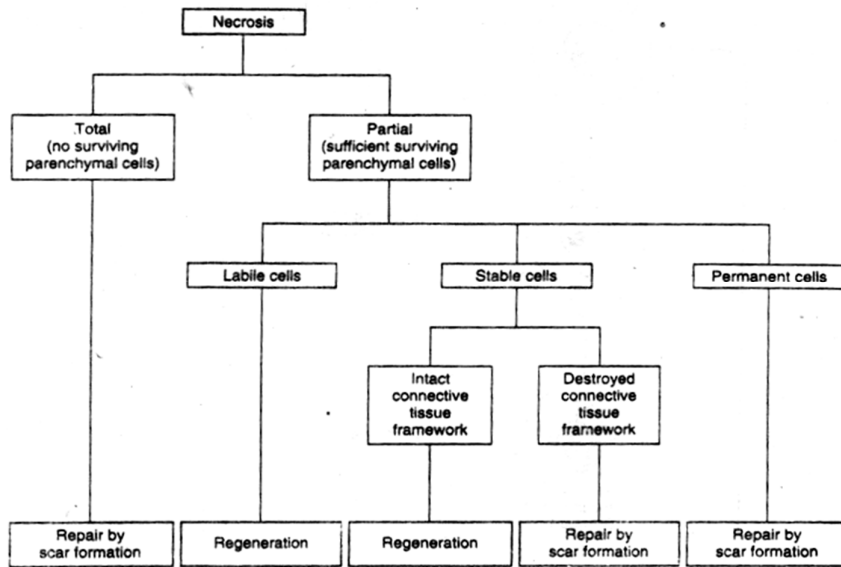 Necrosis
Total
(no surviving
parenchymal cells)
Partial
(sufficient surviving
parenchymal cells)
Labile cells
Stable cells
Permanent cells
Intact
connective
tissue
framework
Destroyed
connective
tissue
framework
Repair by
scar formation
Regeneration
Regeneration
Repair by
scar formation
Repair by
scar formation